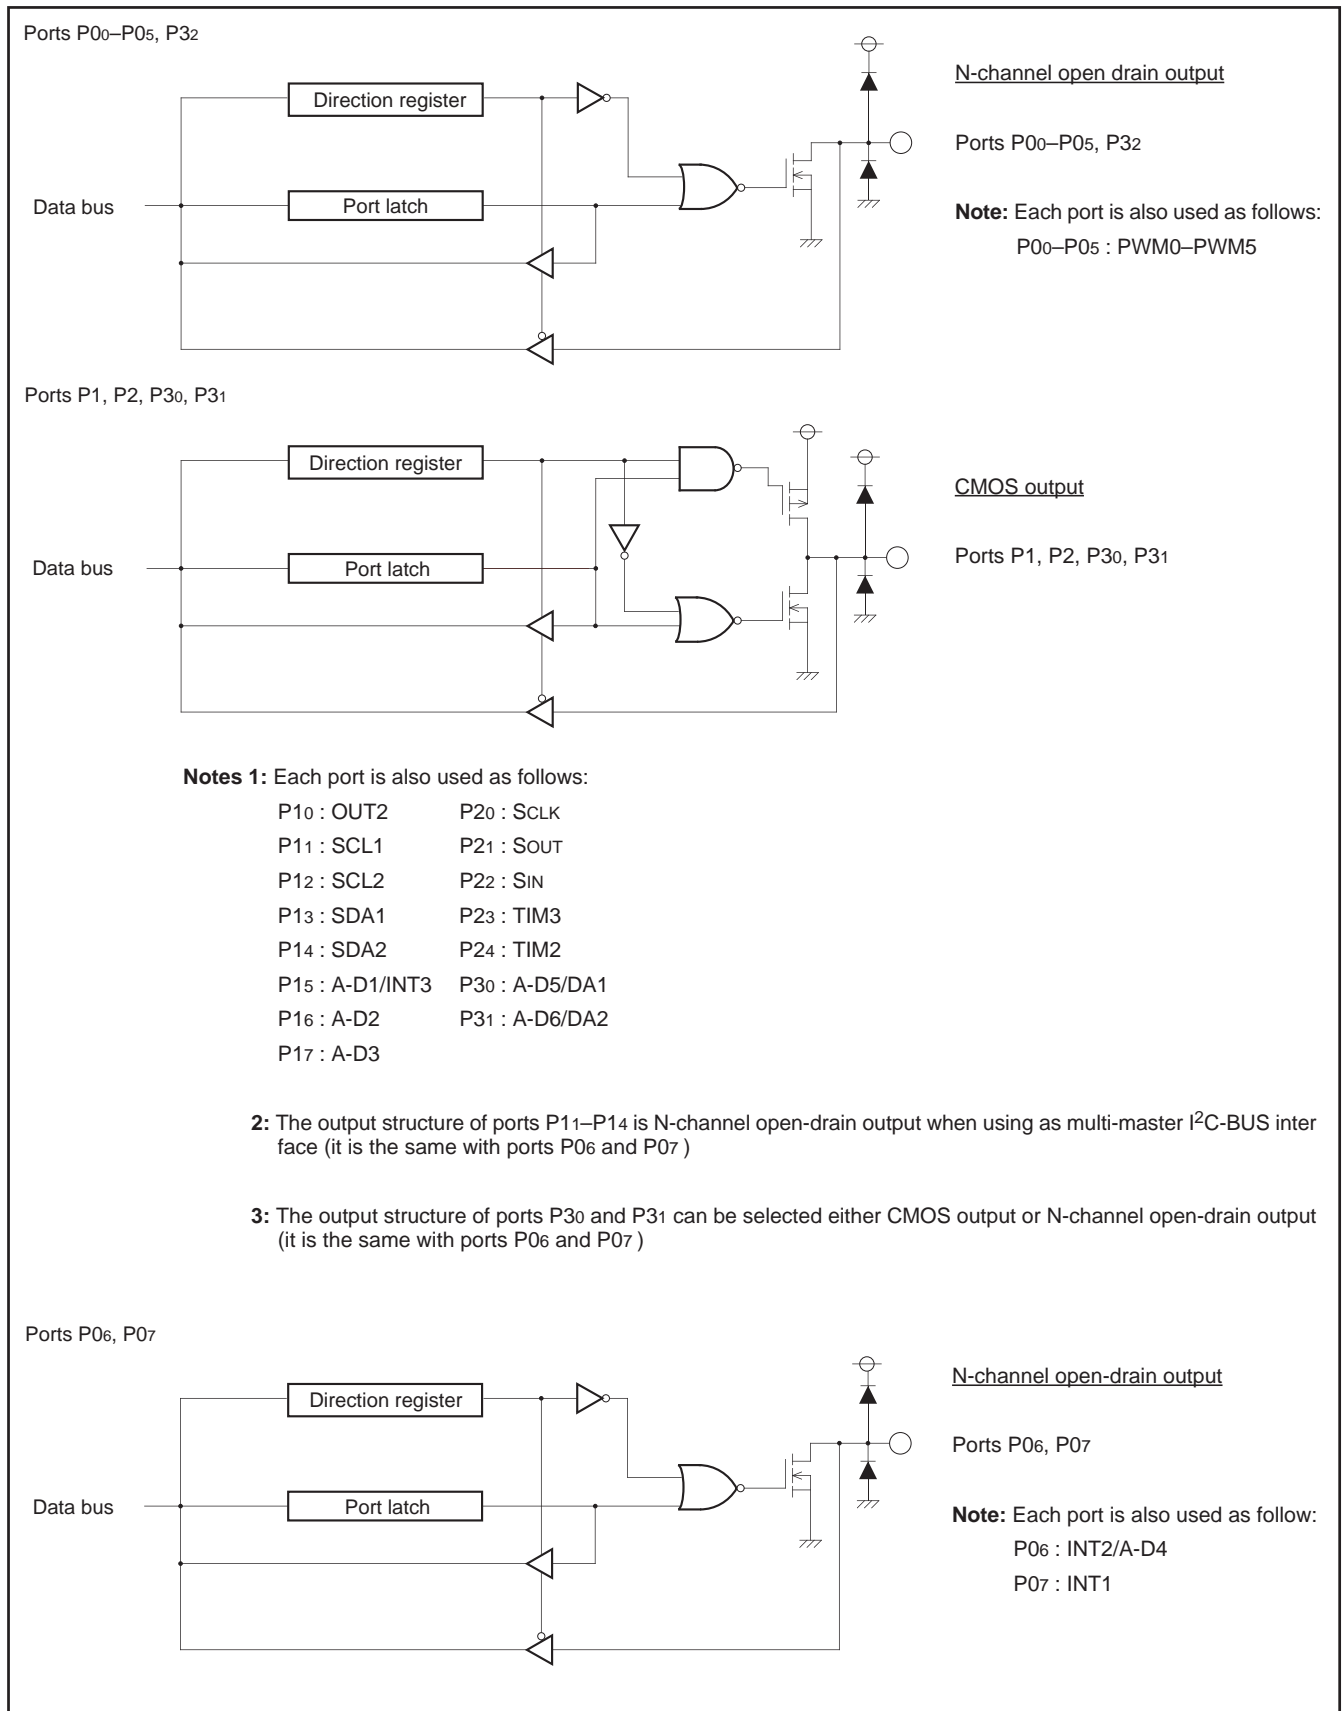 Ports P00–P05, P32
Direction register
N-channel open drain output
Ports P00–P05, P32
Data bus
Port latch
Note: Each port is also used as follows:
P00–P05 : PWM0–PWM5
Ports P1, P2, P30, P31
Direction register
CMOS output
Ports P1, P2, P30, P31
Data bus
Port latch
Notes 1: Each port is also used as follows:
P10 : OUT2 P20 : SCLK
P11 : SCL1 P21 : SOUT
P12 : SCL2 P22 : SIN
P13 : SDA1 P23 : TIM3
P14 : SDA2 P24 : TIM2
P15 : A-D1/INT3 P30 : A-D5/DA1
P16 : A-D2 P31 : A-D6/DA2
P17 : A-D3
2: The output structure of ports P11–P14 is N-channel open-drain output when using as multi-master I2C-BUS inter
face (it is the same with ports P06 and P07 )
3: The output structure of ports P30 and P31 can be selected either CMOS output or N-channel open-drain output
(it is the same with ports P06 and P07 )
Ports P06, P07
Direction register
N-channel open-drain output
Ports P06, P07
Data bus
Port latch
Note: Each port is also used as follow:
P06 : INT2/A-D4
P07 : INT1